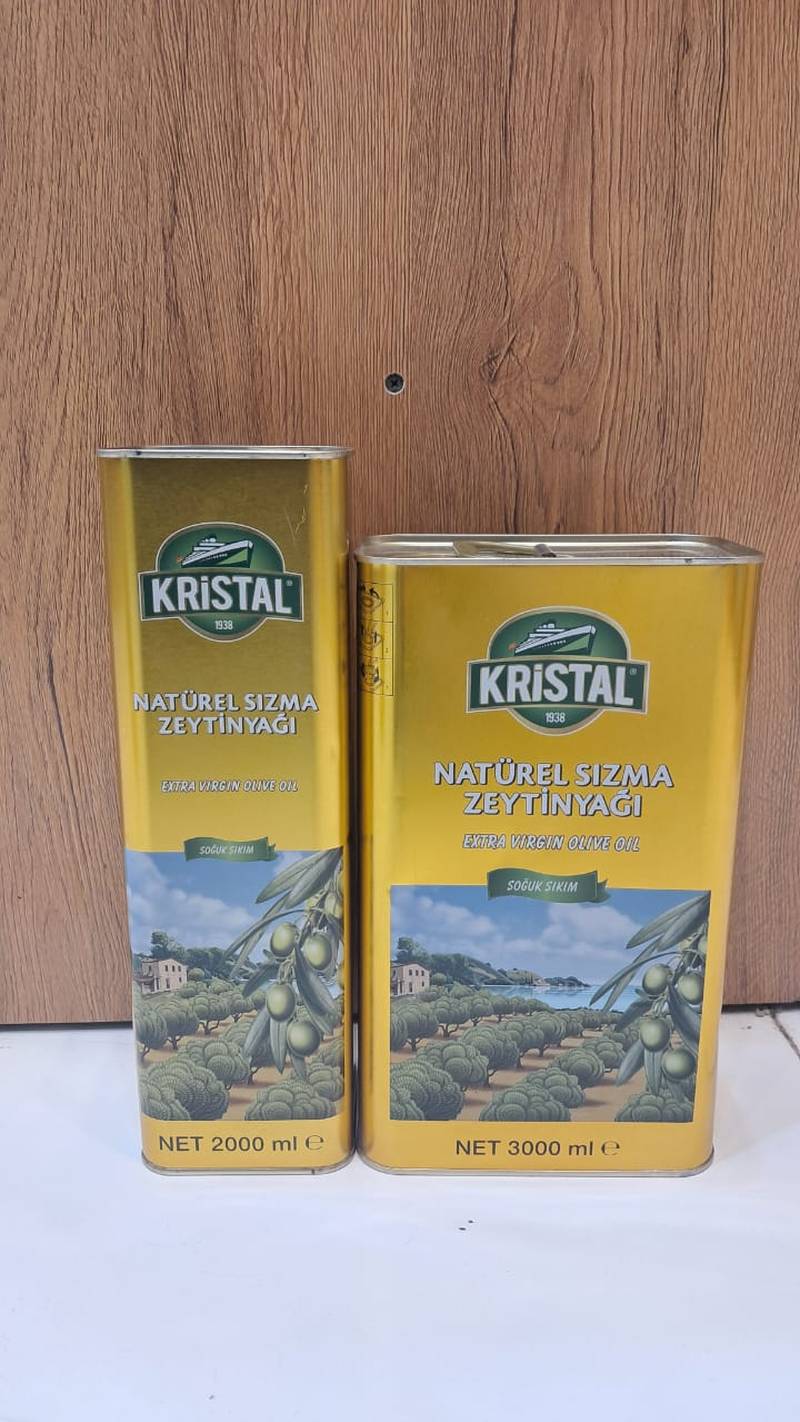 KRiSTAL®
1938
NATÜREL SIZMA
ZEYTİNYAĞI
EXTRA VIRGIN OLIVE OIL
SOĞUK SIKIM
NET 2000 ml ℮
KRiSTAL®
1938
NATÜREL SIZMA
ZEYTİNYAĞI
EXTRA VIRGIN OLIVE OIL
SOĞUK SIKIM
NET 3000 ml ℮